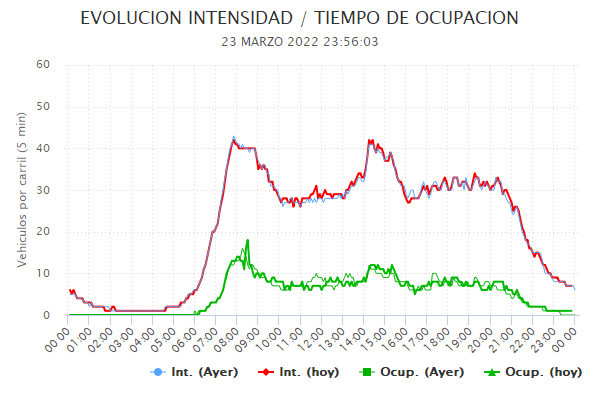 EVOLUCION INTENSIDAD / TIEMPO DE OCUPACION
23 MARZO 2022 23:56:03
Vehiculos por carril (5 min)
60
50
40
30
20
10
0
00:00 01:00 02:00 03:00 04:00 05:00 06:00 07:00 08:00 09:00 10:00 11:00 12:00 13:00 14:00 15:00 16:00 17:00 18:00 19:00 20:00 21:00 22:00 23:00 00:00
Int. (Ayer) Int. (hoy) Ocup. (Ayer) Ocup. (hoy)